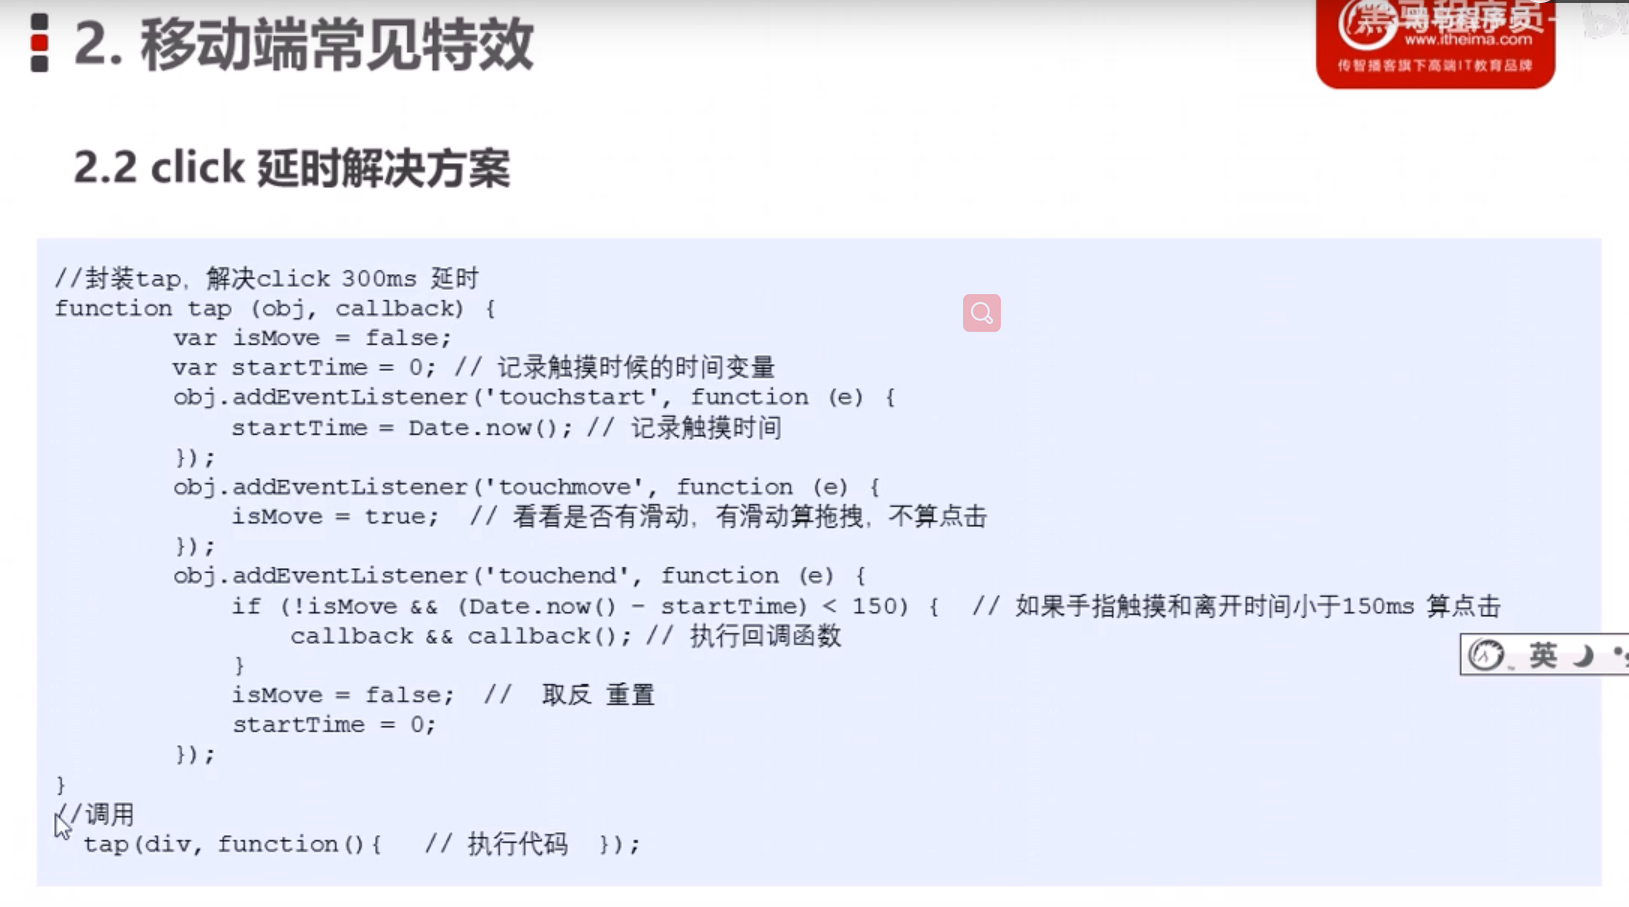 2. 移动端常见特效
黑马程序员
www.itheima.com
传智播客旗下高端IT教育品牌
2.2 click 延时解决方案
//封装tap，解决click 300ms 延时
function tap (obj, callback) {
        var isMove = false;
        var startTime = 0; // 记录触摸时候的时间变量
        obj.addEventListener('touchstart', function (e) {
            startTime = Date.now(); // 记录触摸时间
        });
        obj.addEventListener('touchmove', function (e) {
            isMove = true;  // 看看是否有滑动，有滑动算拖拽，不算点击
        });
        obj.addEventListener('touchend', function (e) {
            if (!isMove && (Date.now() - startTime) < 150) {  // 如果手指触摸和离开时间小于150ms 算点击
                callback && callback(); // 执行回调函数
            }
            isMove = false;  //  取反 重置
            startTime = 0;
        });
}
//调用
  tap(div, function(){   // 执行代码  });
英